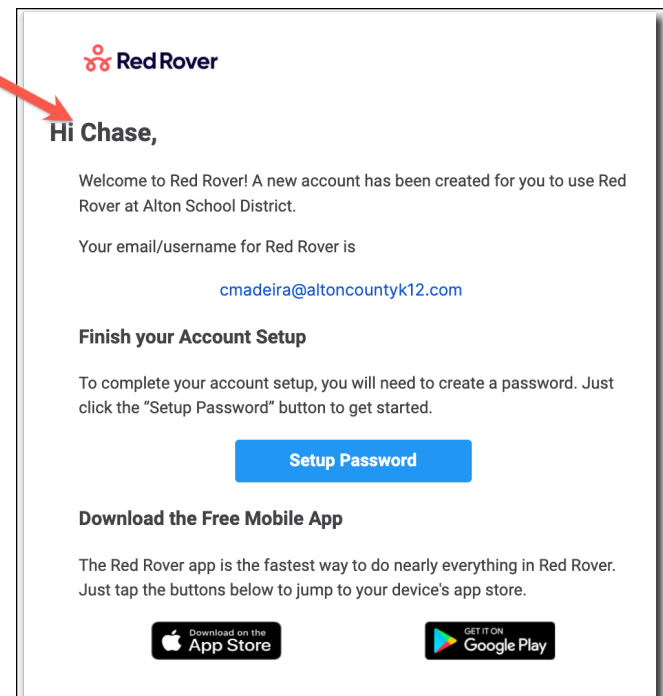 Red Rover
Hi Chase,
Welcome to Red Rover! A new account has been created for you to use Red
Rover at Alton School District.
Your email/username for Red Rover is
cmadeira@altoncountyk12.com
Finish your Account Setup
To complete your account setup, you will need to create a password. Just
click the “Setup Password” button to get started.
Setup Password
Download the Free Mobile App
The Red Rover app is the fastest way to do nearly everything in Red Rover.
Just tap the buttons below to jump to your device's app store.
Download on the
App Store
GET IT ON
Google Play